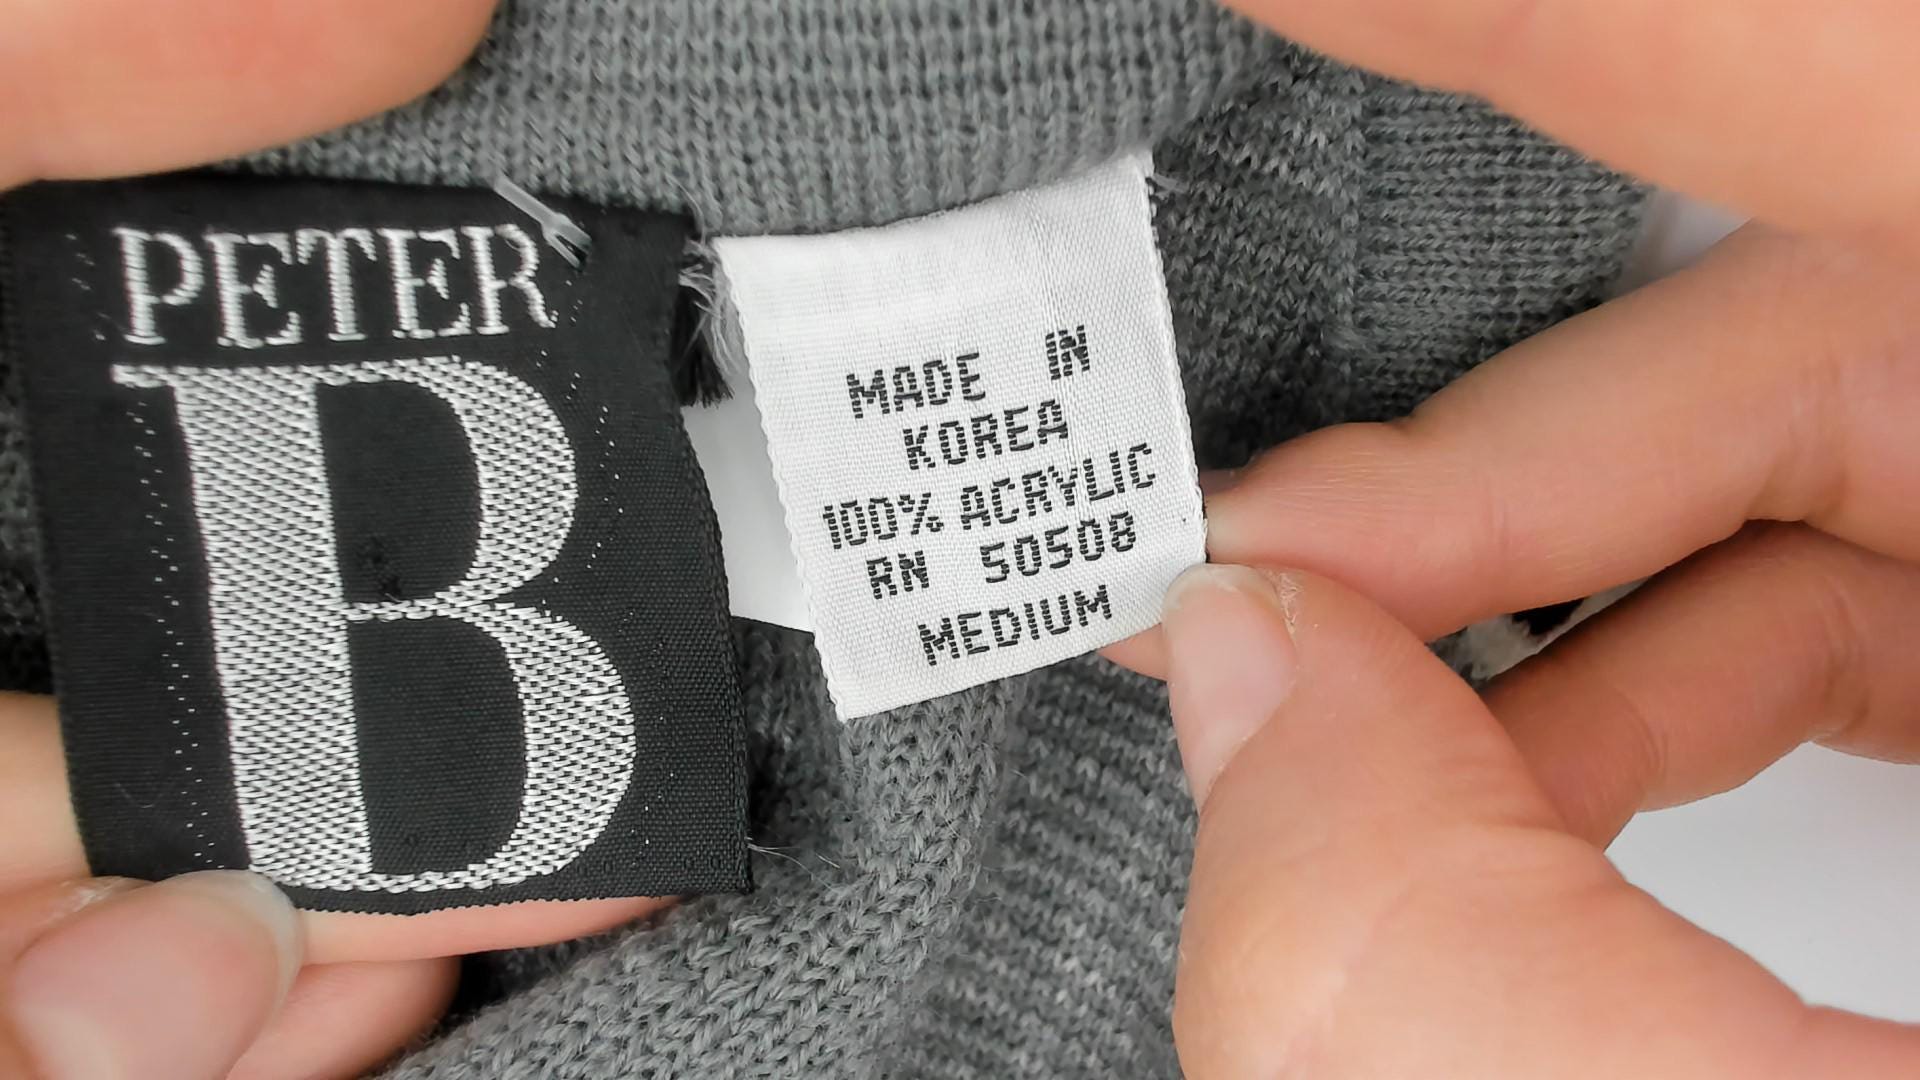 PETER
B
MADE IN
KOREA
100% ACRYLIC
RN 50508
MEDIUM